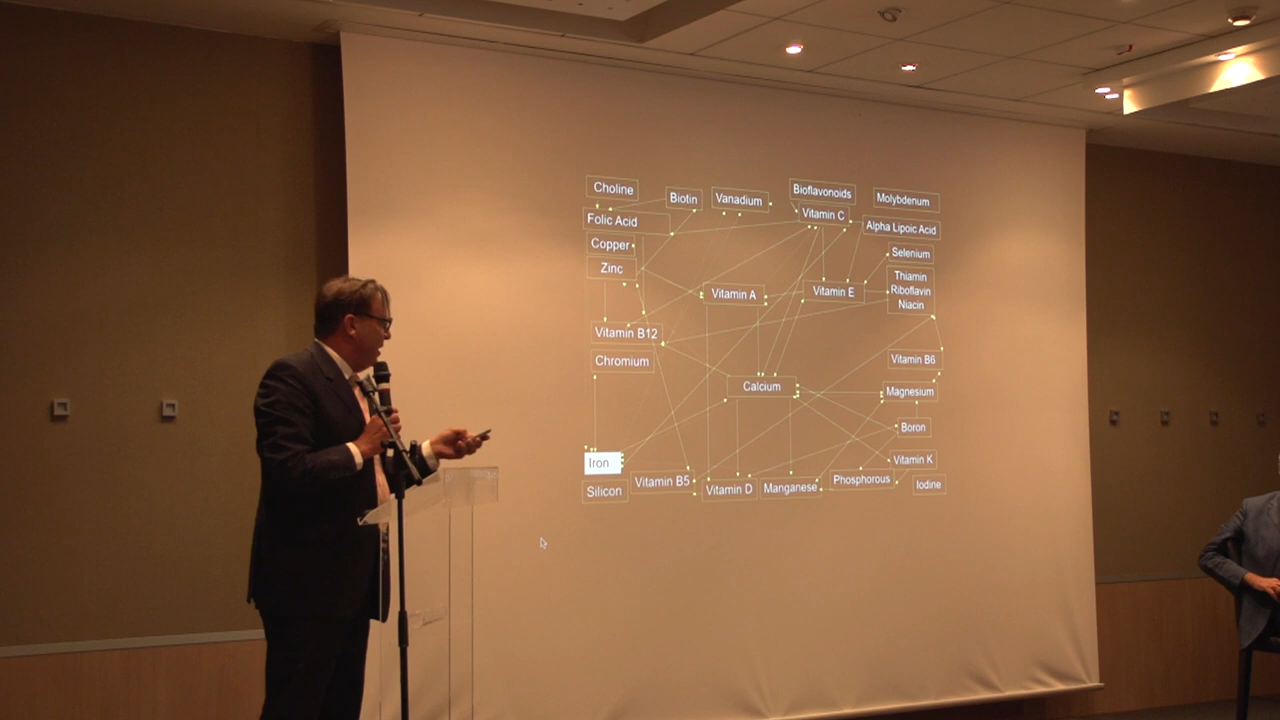 Choline
Biotin
Vanadium
Bioflavonoids
Molybdenum
Folic Acid
Vitamin C
Alpha Lipoic Acid
Copper
Selenium
Zinc
Thiamin
Riboflavin
Niacin
Vitamin A
Vitamin E
Vitamin B12
Chromium
Vitamin B6
Calcium
Magnesium
Boron
Iron
Vitamin K
Silicon
Vitamin B5
Vitamin D
Manganese
Phosphorous
Iodine